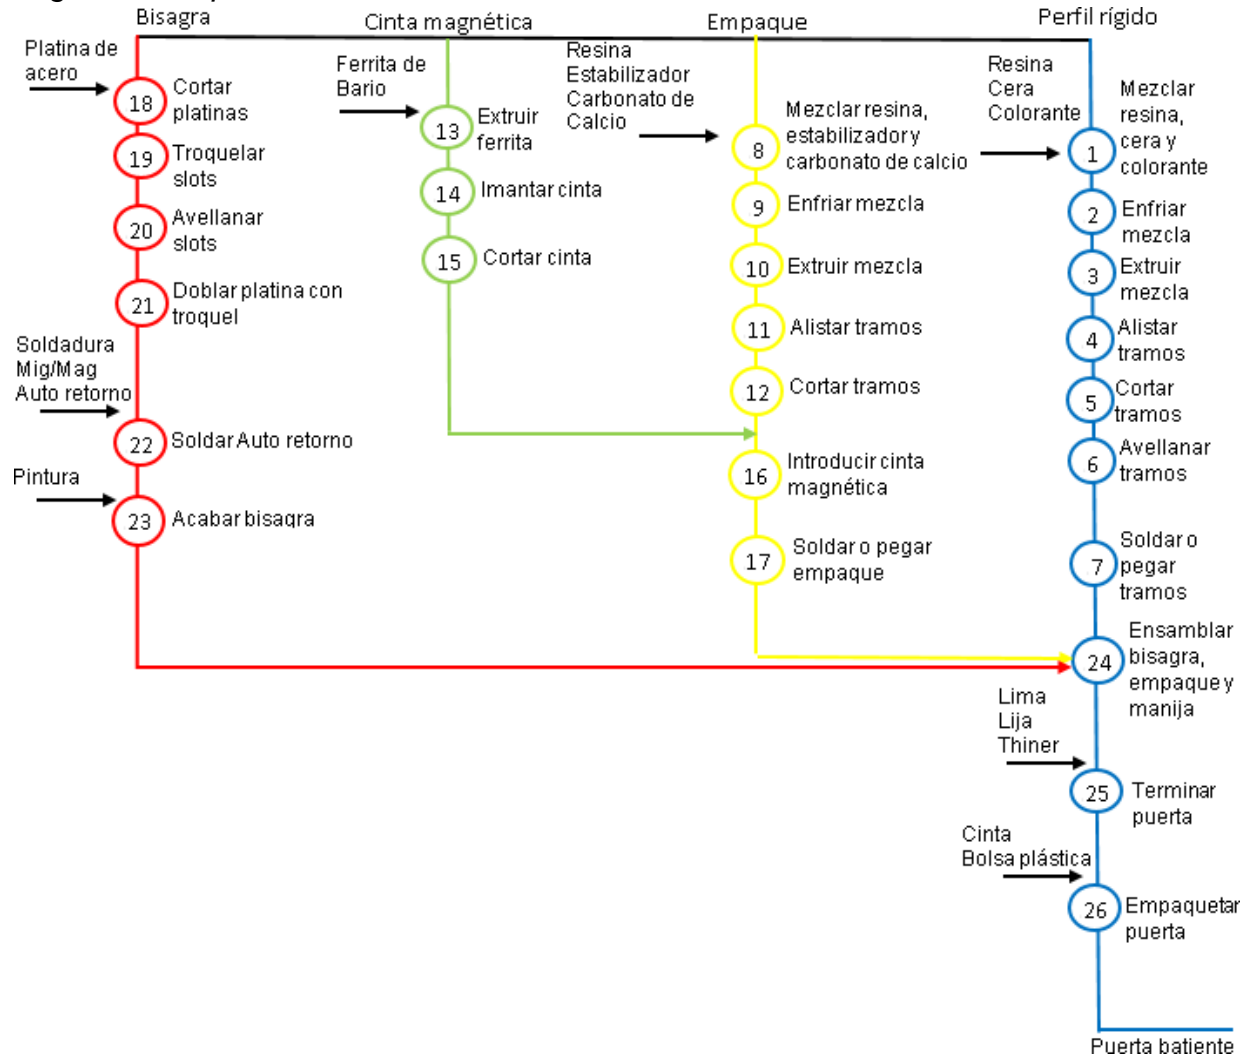 Bisagra
Cinta magnética
Empaque
Perfil rígido
Platina de
acero
18
Cortar
platinas
19
Troquelar
slots
20
Avellanar
slots
21
Doblar platina con
troquel
Soldadura
Mig/Mag
Auto retorno
22
Soldar Auto retorno
Pintura
23
Acabar bisagra
Ferrita de
Bario
13
Extruir
ferrita
14
Imantar cinta
15
Cortar cinta
Resina
Estabilizador
Carbonato de
Calcio
8
Mezclar resina,
estabilizador y
carbonato de calcio
9
Enfriar mezcla
10
Extruir mezcla
11
Alistar tramos
12
Cortar tramos
16
Introducir cinta
magnética
17
Soldar o pegar
empaque
Resina
Cera
Colorante
1
Mezclar
resina,
cera y
colorante
2
Enfriar
mezcla
3
Extruir
mezcla
4
Alistar
tramos
5
Cortar
tramos
6
Avellanar
tramos
7
Soldar o
pegar
tramos
24
Ensamblar
bisagra,
empaque y
manija
Lima
Lija
Thiner
25
Terminar
puerta
Cinta
Bolsa plástica
26
Empaquetar
puerta
Puerta batiente